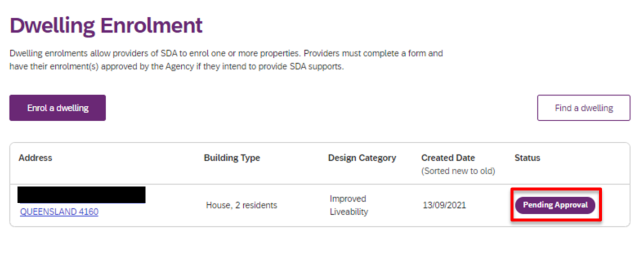 Dwelling Enrolment
Dwelling enrolments allow providers of SDA to enrol one or more properties. Providers must complete a form and
have their enrolment(s) approved by the Agency if they intend to provide SDA supports.
Enrol a dwelling
Find a dwelling
Address Building Type Design Category Created Date Status
(Sorted new to old)
QUEENSLAND 4160
House, 2 residents
Improved
Liveability
13/09/2021
Pending Approval